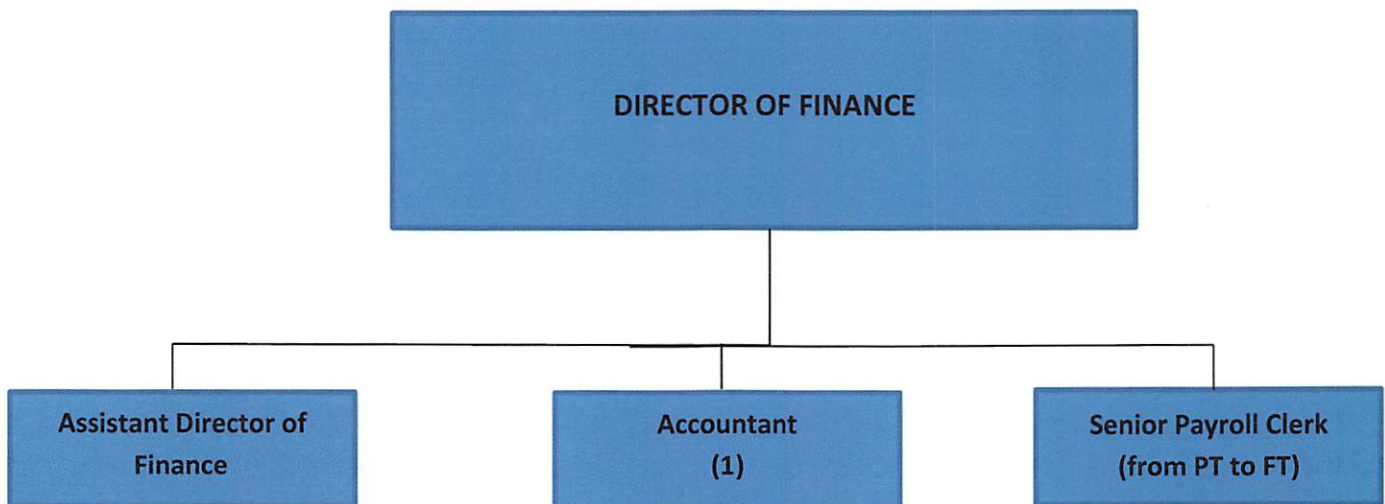 DIRECTOR OF FINANCE
Assistant Director of
Finance
Accountant
(1)
Senior Payroll Clerk
(from PT to FT)